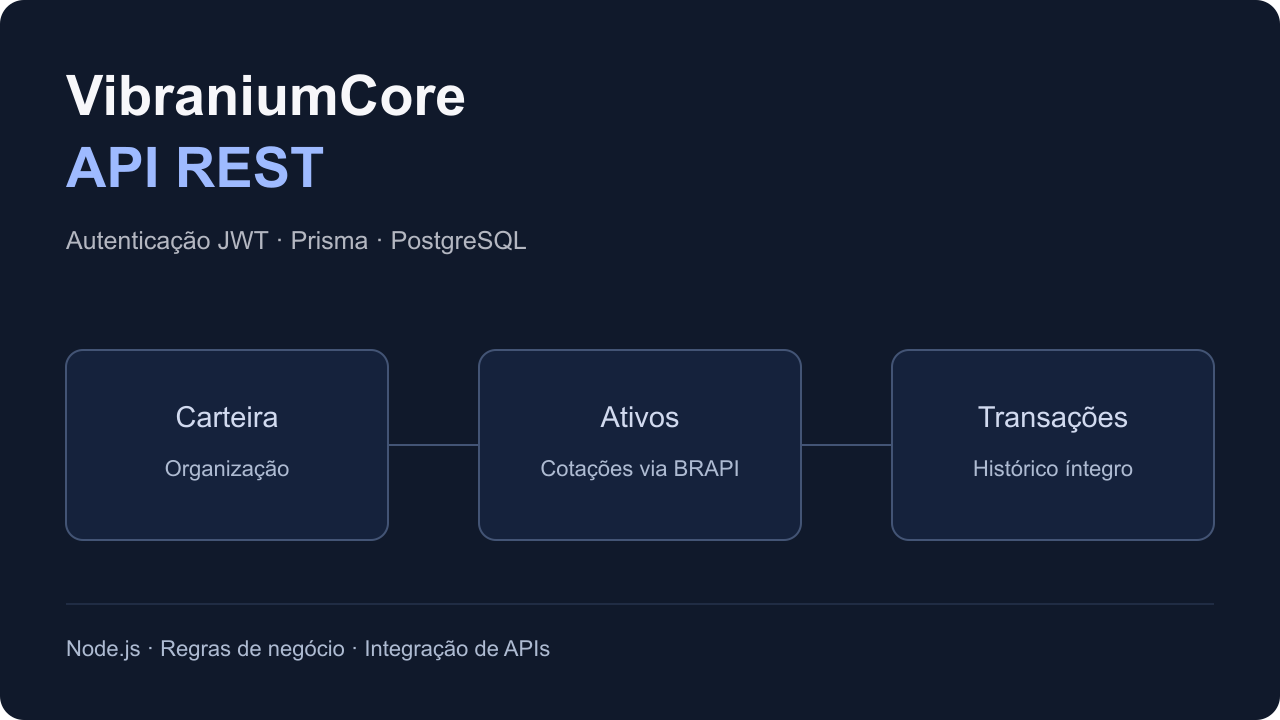 VibraniumCore
API REST
Autenticação JWT · Prisma · PostgreSQL
Carteira
Organização
Ativos
Cotações via BRAPI
Transações
Histórico íntegro
Node.js · Regras de negócio · Integração de APIs